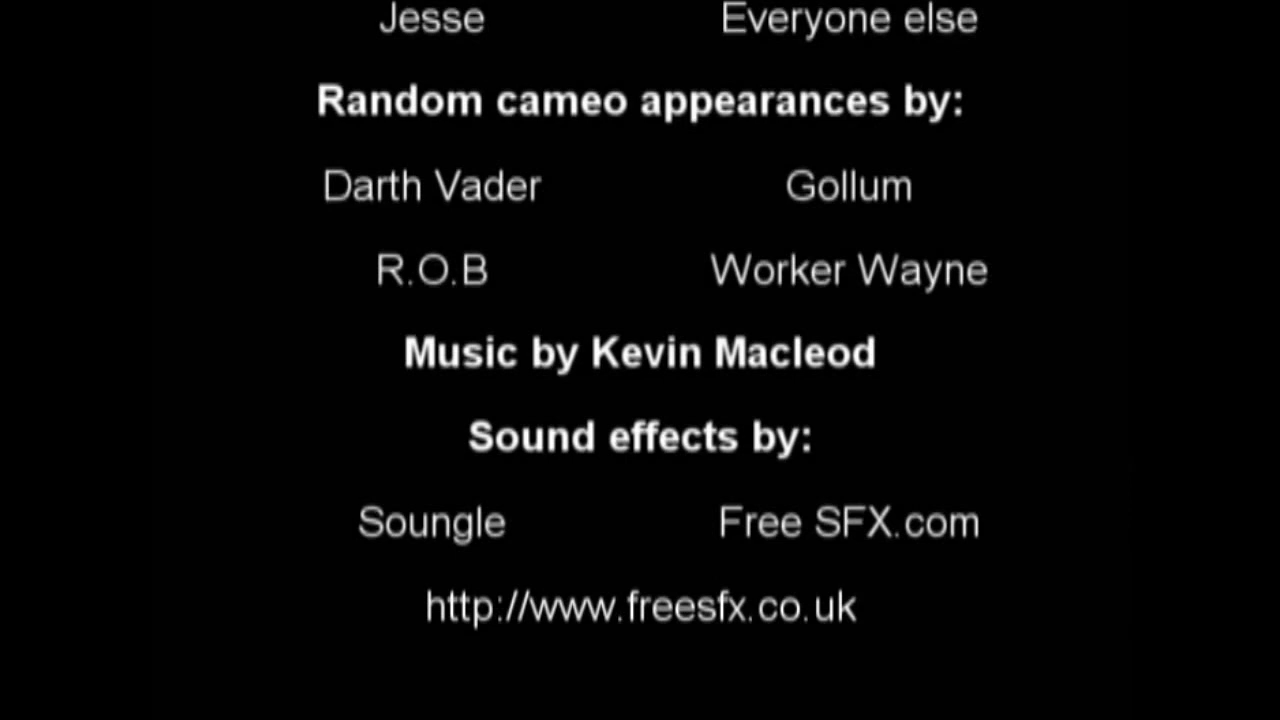 Jesse Everyone else
Random cameo appearances by:
Darth Vader Gollum
R.O.B Worker Wayne
Music by Kevin Macleod
Sound effects by:
Soungle Free SFX.com
http://www.freesfx.co.uk